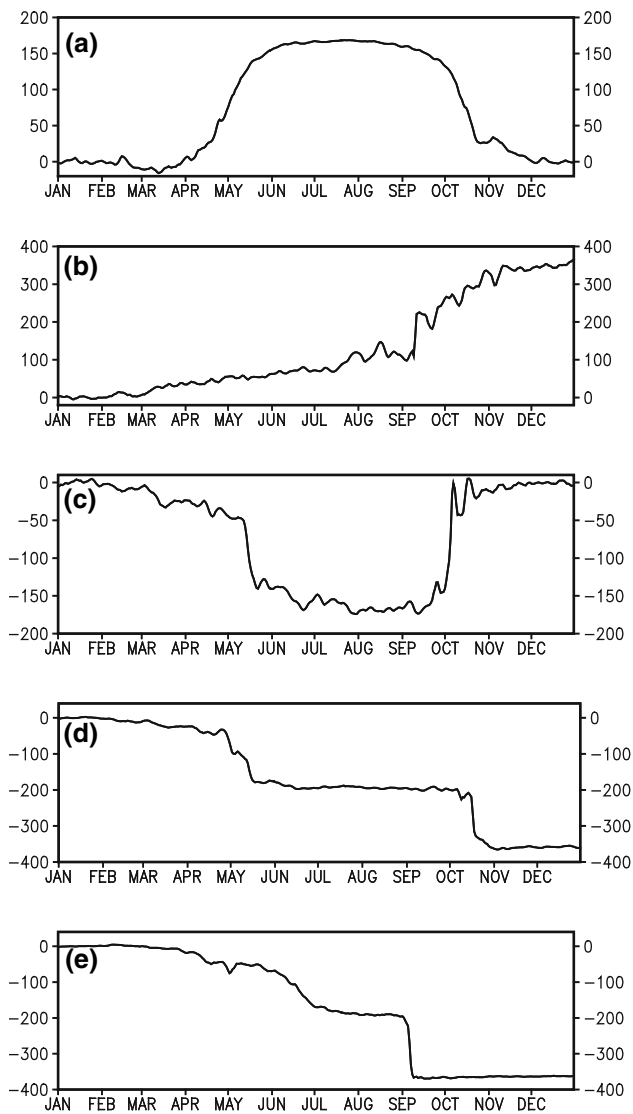 200 200
(a)
150 150
100 100
50 50
0 0
JAN FEB MAR APR MAY JUN JUL AUG SEP OCT NOV DEC
400 400
(b)
300 300
200 200
100 100
0 0
JAN FEB MAR APR MAY JUN JUL AUG SEP OCT NOV DEC
0 0
(c)
−50 −50
−100 −100
−150 −150
−200 −200
JAN FEB MAR APR MAY JUN JUL AUG SEP OCT NOV DEC
0 0
(d)
−100 −100
−200 −200
−300 −300
−400 −400
JAN FEB MAR APR MAY JUN JUL AUG SEP OCT NOV DEC
0 0
(e)
−100 −100
−200 −200
−300 −300
−400 −400
JAN FEB MAR APR MAY JUN JUL AUG SEP OCT NOV DEC